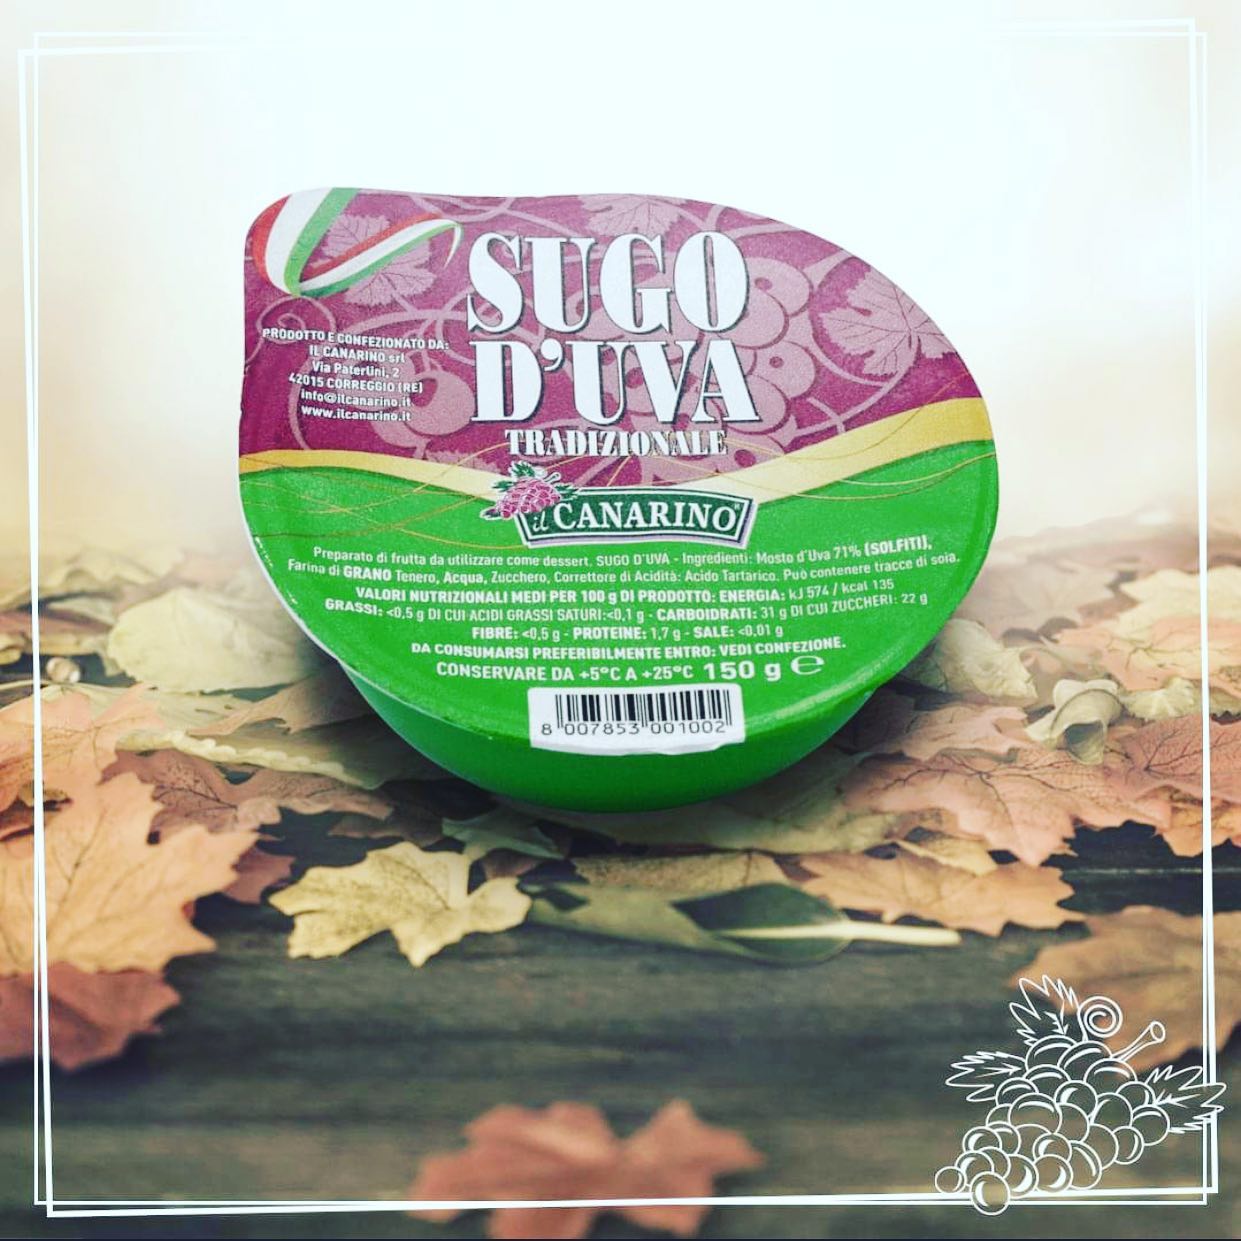 SUGO
D'UVA
TRADIZIONALE
PRODOTTO E CONFEZIONATO DA:
IL CANARINO srl
Via Paterlini, 2
42015 CORREGGIO (RE)
info@ilcanarino.it
www.ilcanarino.it
il CANARINO®
Preparato di frutta da utilizzare come dessert. SUGO D'UVA - Ingredienti: Mosto d'Uva 71% (SOLFITI),
Farina di GRANO Tenero, Acqua, Zucchero, Correttore di Acidità: Acido Tartarico. Può contenere tracce di soia.
VALORI NUTRIZIONALI MEDI PER 100 g DI PRODOTTO: ENERGIA: kJ 574 / kcal 135
GRASSI: <0,5 g DI CUI ACIDI GRASSI SATURI:<0,1 g - CARBOIDRATI: 31 g DI CUI ZUCCHERI: 22 g
FIBRE: <0,5 g - PROTEINE: 1,7 g - SALE: <0,01 g
DA CONSUMARSI PREFERIBILMENTE ENTRO: VEDI CONFEZIONE.
CONSERVARE DA +5°C A +25°C 150 g ℮
8 007853 001002